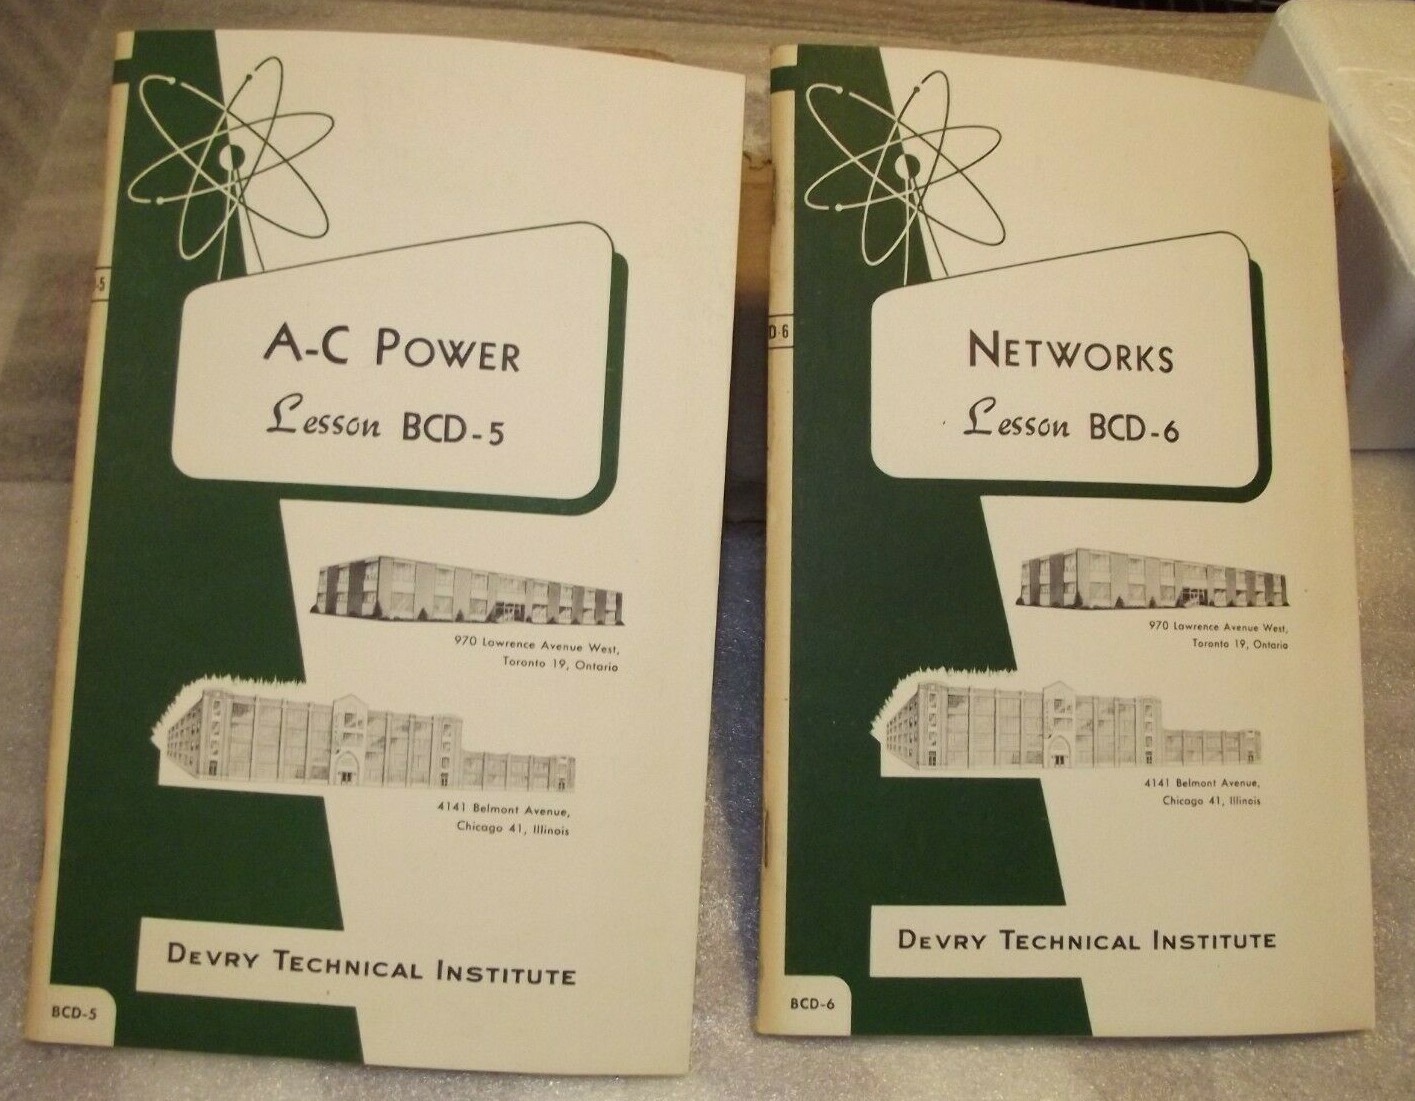 -5
A-C POWER
Lesson BCD-5
970 Lawrence Avenue West,
Toronto 19, Ontario
4141 Belmont Avenue,
Chicago 41, Illinois
DEVRY TECHNICAL INSTITUTE
BCD-5
D-6
NETWORKS
Lesson BCD-6
970 Lawrence Avenue West,
Toronto 19, Ontario
4141 Belmont Avenue,
Chicago 41, Illinois
DEVRY TECHNICAL INSTITUTE
BCD-6